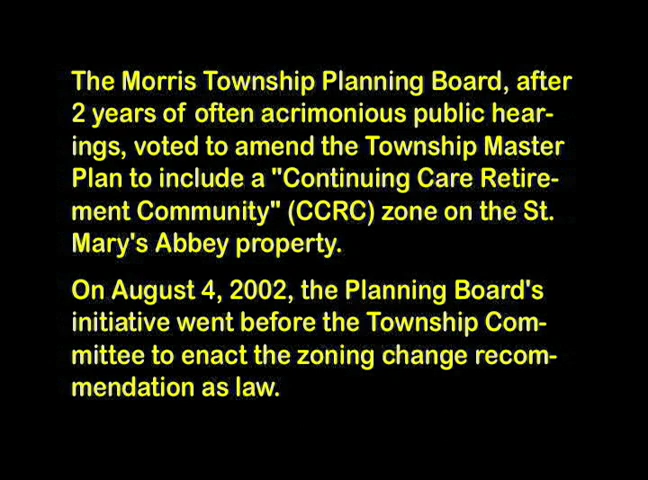 The Morris Township Planning Board, after
2 years of often acrimonious public hear-
ings, voted to amend the Township Master
Plan to include a "Continuing Care Retire-
ment Community" (CCRC) zone on the St.
Mary's Abbey property.
On August 4, 2002, the Planning Board's
initiative went before the Township Com-
mittee to enact the zoning change recom-
mendation as law.